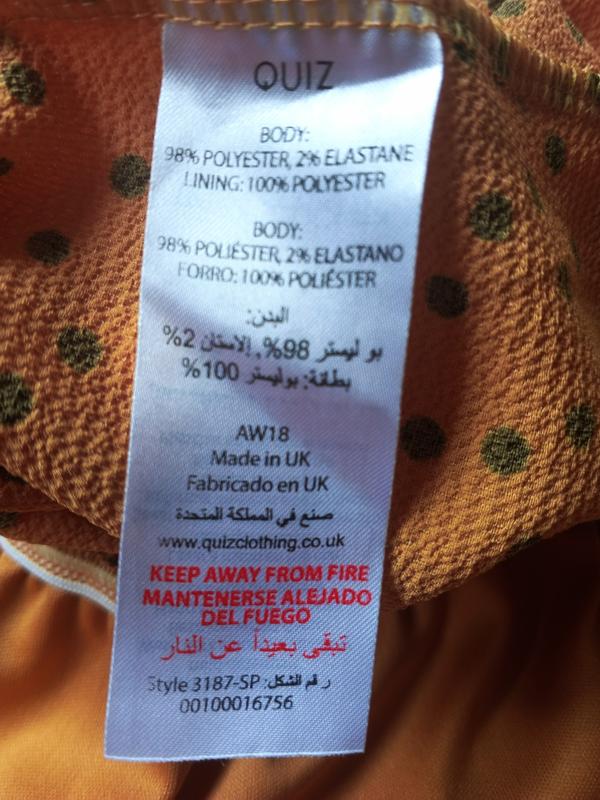 QUIZ
BODY:
98% POLYESTER, 2% ELASTANE
LINING: 100% POLYESTER
BODY:
98% POLIÉSTER, 2% ELASTANO
FORRO: 100% POLIÉSTER
البدن:
بو ليستر 98%, إلاستان 2%
بطانة: بوليستر 100%
AW18
Made in UK
Fabricado en UK
صنع في المملكة المتحدة
www.quizclothing.co.uk
KEEP AWAY FROM FIRE
MANTENERSE ALEJADO
DEL FUEGO
تبقى بعيداً عن النار
Style 3187-SP :رقم الشكل
00100016756